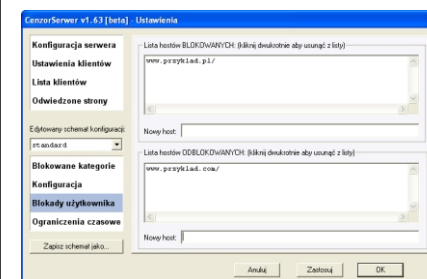 CenzorSerwer v1.63 [beta] - Ustawienia
Konfiguracja serwera
Ustawienia klientów
Lista klientów
Odwiedzone strony
Edytowany schemat konfiguracji:
standard
Blokowane kategorie
Konfiguracja
Blokady użytkownika
Ograniczenia czasowe
Zapisz schemat jako...
Lista hostów BLOKOWANYCH: (kliknij dwukrotnie aby usunąć z listy)
www.przyklad.pl/
Nowy host:
Lista hostów ODBLOKOWANYCH: (kliknij dwukrotnie aby usunąć z listy)
www.przyklad.com/
Nowy host:
Anuluj
Zastosuj
OK